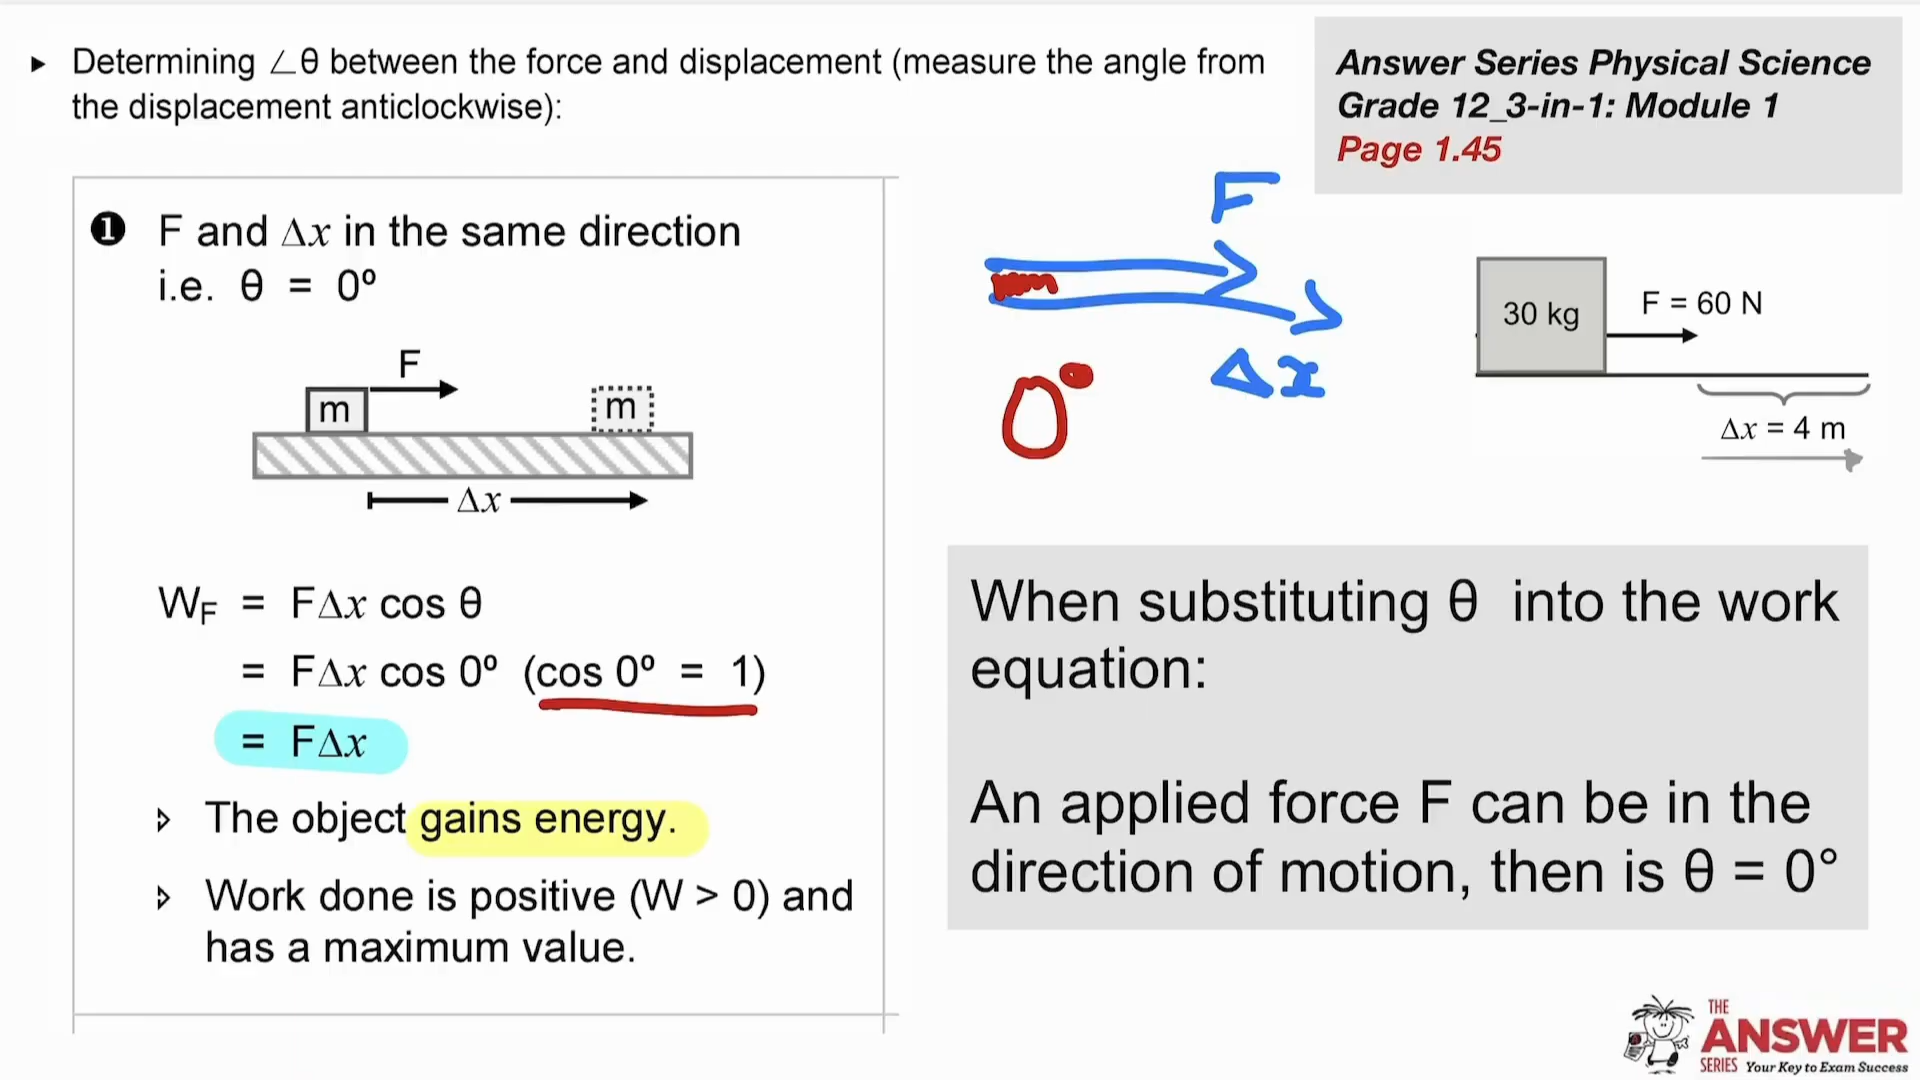 ▸ Determining ∠θ between the force and displacement (measure the angle from
the displacement anticlockwise):
Answer Series Physical Science
Grade 12_3-in-1: Module 1
Page 1.45
❶ F and Δx in the same direction
i.e. θ = 0º
F
m
m
Δx
W_F = FΔx cos θ
= FΔx cos 0º (cos 0º = 1)
= FΔx
The object gains energy.
Work done is positive (W > 0) and
has a maximum value.
F
Δx
0°
30 kg
F = 60 N
Δx = 4 m
When substituting θ into the work
equation:
An applied force F can be in the
direction of motion, then is θ = 0°
THE
ANSWER
SERIES Your Key to Exam Success